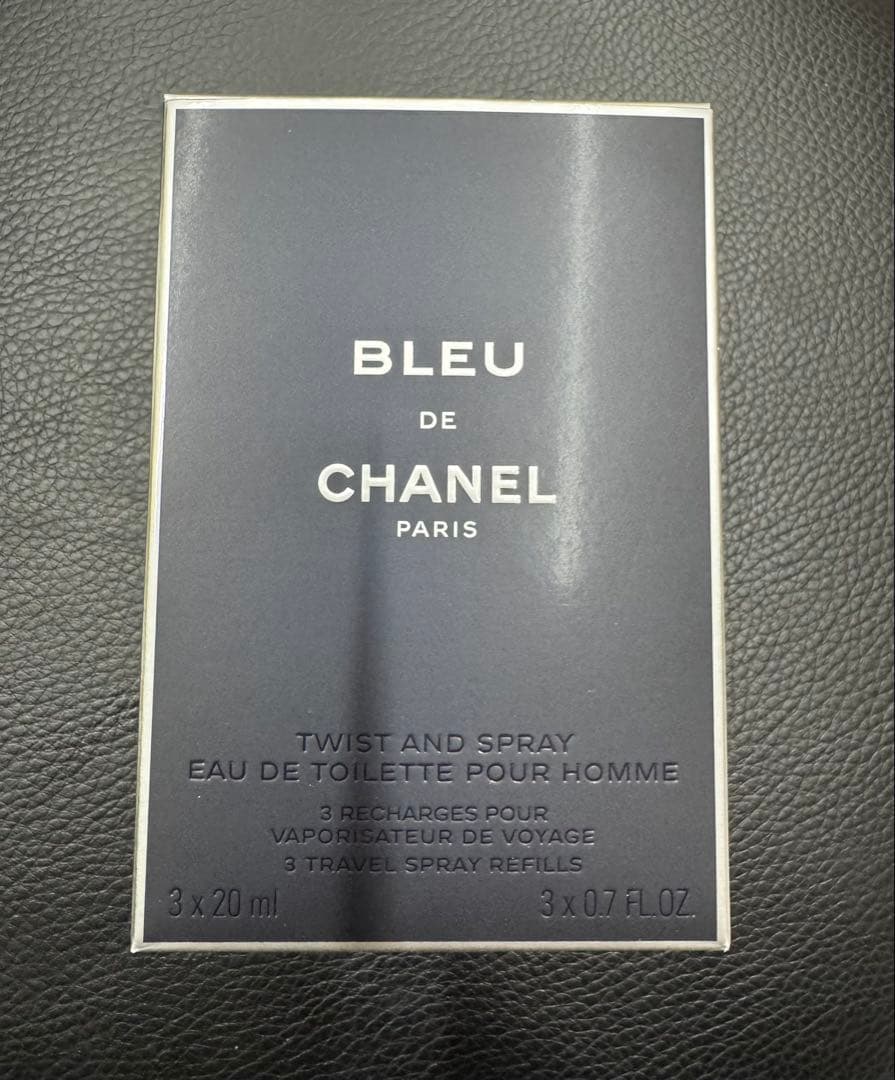 BLEU
DE
CHANEL
PARIS
TWIST AND SPRAY
EAU DE TOILETTE POUR HOMME
3 RECHARGES POUR
VAPORISATEUR DE VOYAGE
3 TRAVEL SPRAY REFILLS
3 x 20 ml 3 x 0.7 FL.OZ.